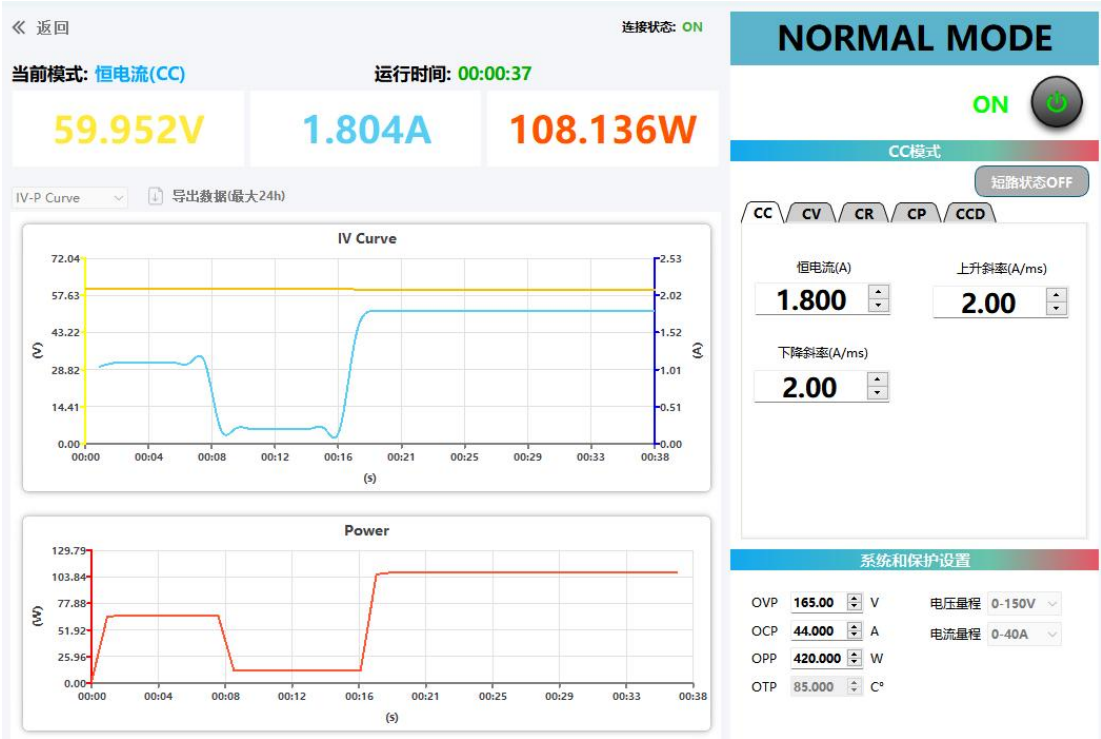 返回
连接状态: ON
当前模式: 恒电流(CC)
运行时间: 00:00:37
59.952V
1.804A
108.136W
IV-P Curve
导出数据(最大24h)
IV Curve
72.04
57.63
43.22
28.82
14.41
0.00
(V)
2.53
2.02
1.52
1.01
0.51
0.00
(A)
00:00 00:04 00:08 00:12 00:16 00:21 00:25 00:29 00:33 00:38
(s)
Power
129.79
103.84
77.88
51.92
25.96
0.00
(W)
00:00 00:04 00:08 00:12 00:16 00:21 00:25 00:29 00:33 00:38
(s)
NORMAL MODE
ON
CC模式
短路状态OFF
CC CV CR CP CCD
恒电流(A)
1.800
上升斜率(A/ms)
2.00
下降斜率(A/ms)
2.00
系统和保护设置
OVP 165.00 V
电压量程 0-150V
OCP 44.000 A
电流量程 0-40A
OPP 420.000 W
OTP 85.000 C°